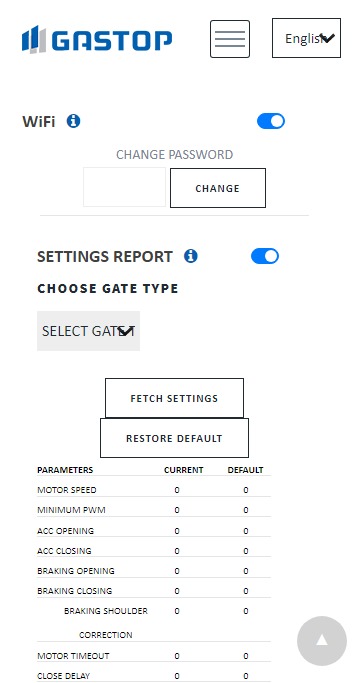 GASTOP
English
WiFi
CHANGE PASSWORD
CHANGE
SETTINGS REPORT
CHOOSE GATE TYPE
SELECT GATE T
FETCH SETTINGS
RESTORE DEFAULT
PARAMETERS CURRENT DEFAULT
MOTOR SPEED 0 0
MINIMUM PWM 0 0
ACC OPENING 0 0
ACC CLOSING 0 0
BRAKING OPENING 0 0
BRAKING CLOSING 0 0
BRAKING SHOULDER 0 0
CORRECTION
MOTOR TIMEOUT 0 0
CLOSE DELAY 0 0